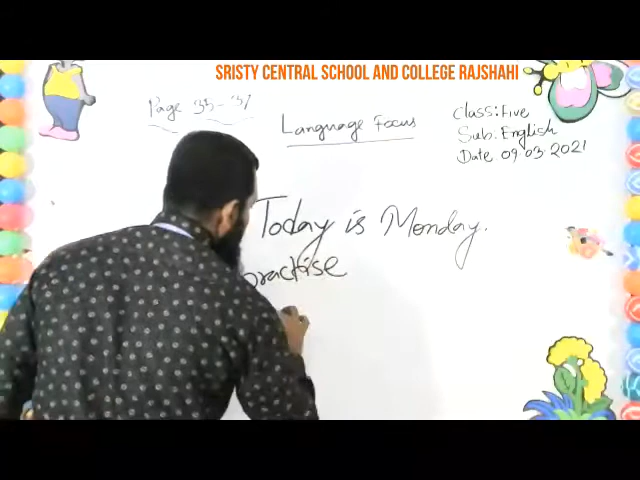 SRISTY CENTRAL SCHOOL AND COLLEGE RAJSHAHI
Page 35-37
Language Focus
Class: Five
Sub: English
Date 09.03.2021
Today is Monday.
practise